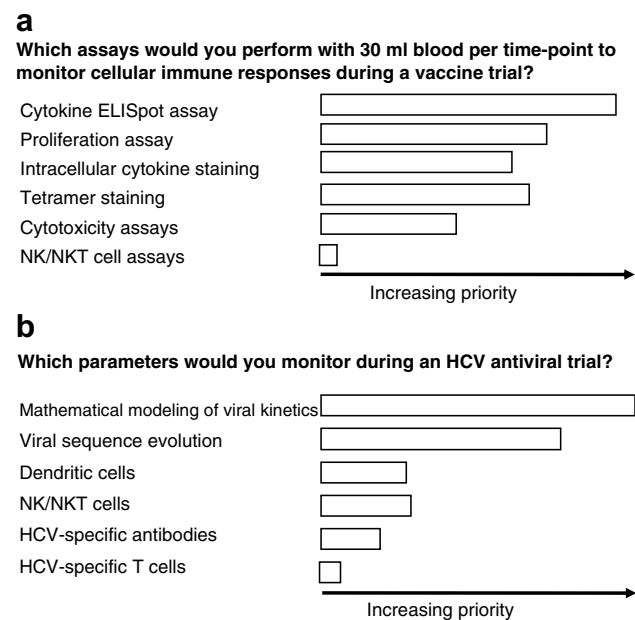 a
Which assays would you perform with 30 ml blood per time-point to
monitor cellular immune responses during a vaccine trial?
Cytokine ELISpot assay
Proliferation assay
Intracellular cytokine staining
Tetramer staining
Cytotoxicity assays
NK/NKT cell assays
Increasing priority
b
Which parameters would you monitor during an HCV antiviral trial?
Mathematical modeling of viral kinetics
Viral sequence evolution
Dendritic cells
NK/NKT cells
HCV-specific antibodies
HCV-specific T cells
Increasing priority